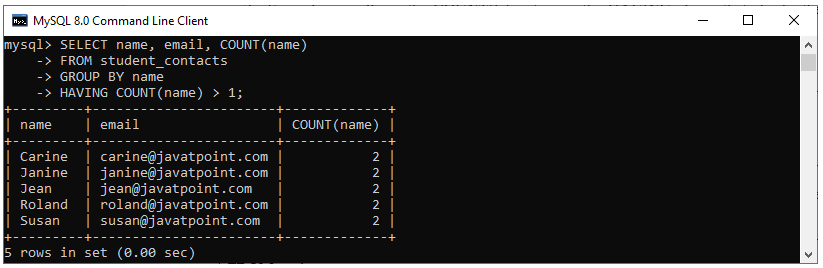 MySQL 8.0 Command Line Client
mysql> SELECT name, email, COUNT(name)
    -> FROM student_contacts
    -> GROUP BY name
    -> HAVING COUNT(name) > 1;
+---------+-----------------------+-------------+
| name    | email                 | COUNT(name) |
+---------+-----------------------+-------------+
| Carine  | carine@javatpoint.com |           2 |
| Janine  | janine@javatpoint.com |           2 |
| Jean    | jean@javatpoint.com   |           2 |
| Roland  | roland@javatpoint.com |           2 |
| Susan   | susan@javatpoint.com  |           2 |
+---------+-----------------------+-------------+
5 rows in set (0.00 sec)